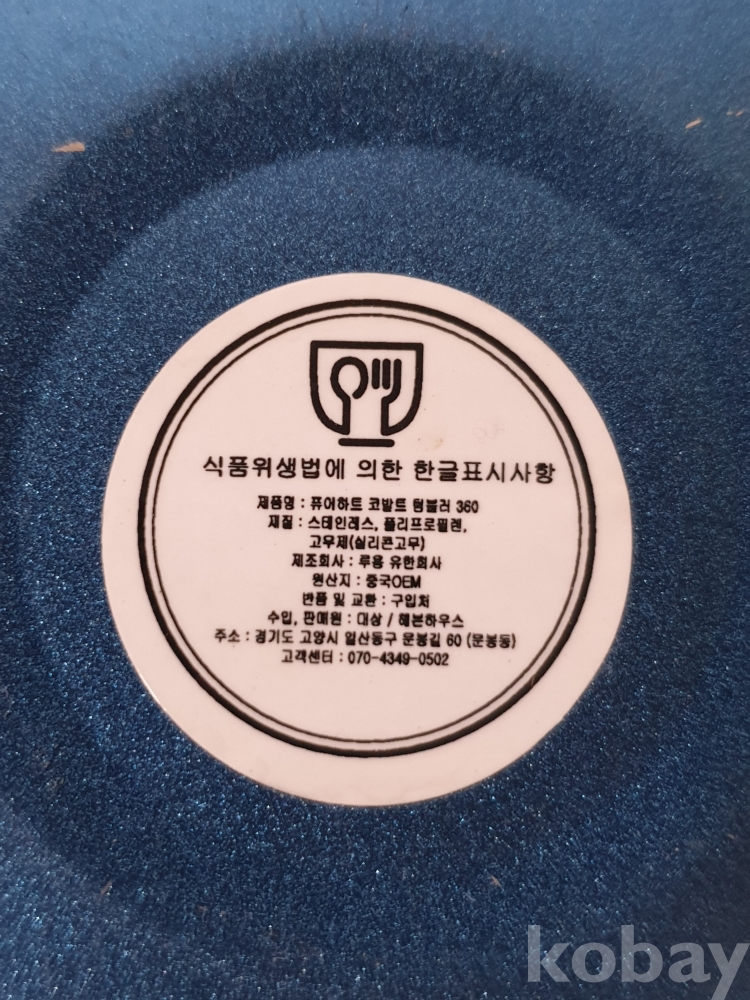 식품위생법에 의한 한글표시사항
제품명 : 퓨어하트 코발트 텀블러 360
재질 : 스테인레스, 폴리프로필렌,
고무제(실리콘고무)
제조회사 : 루용 유한회사
원산지 : 중국OEM
반품 및 교환 : 구입처
수입, 판매원 : 대상 / 헤븐하우스
주소 : 경기도 고양시 일산동구 문봉길 60 (문봉동)
고객센터 : 070-4349-0502
kobay